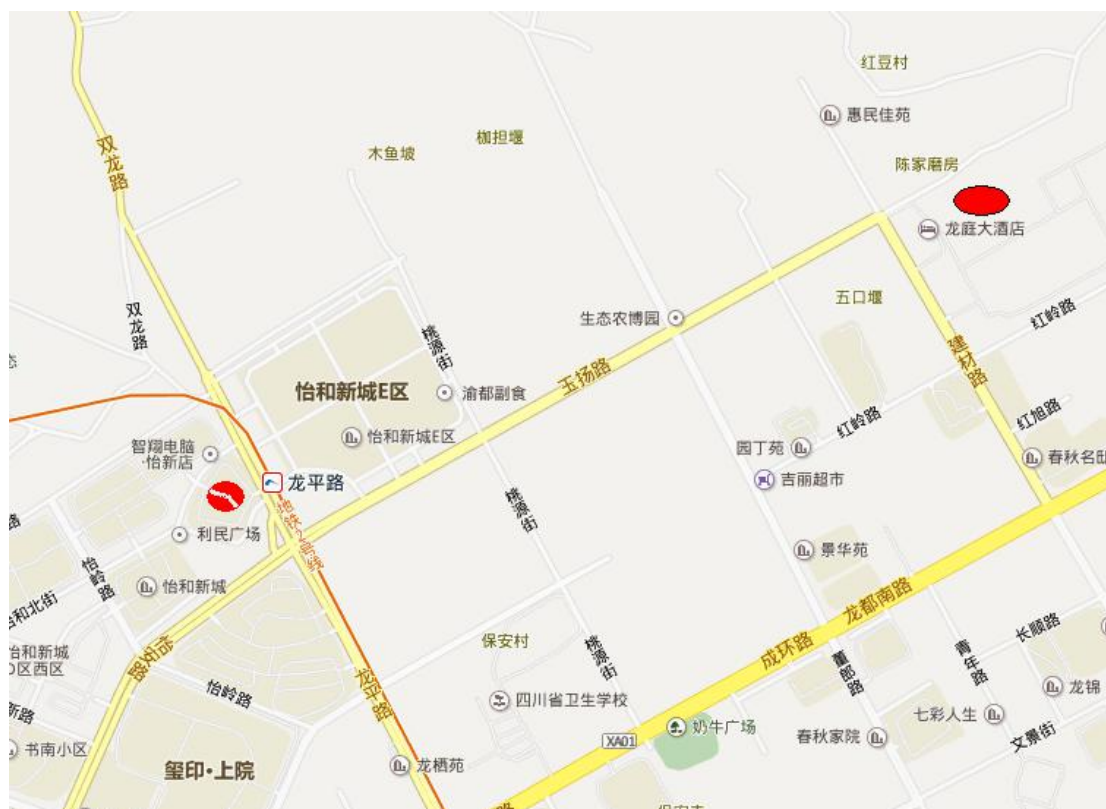 红豆村
惠民佳苑
双龙路
木鱼坡
枷担堰
陈家磨房
龙庭大酒店
双龙路
桃源街
生态农博园
五口堰
红岭路
建材路
玉扬路
怡和新城E区
渝都副食
红旭路
智翔电脑
·怡新店
怡和新城E区
红岭路
园丁苑
春秋名邸
龙平路
吉丽超市
地铁2号线
桃源街
利民广场
景华苑
怡岭路
怡和新城
怡和北街
龙都南路
成环路
长顺路
保安村
桃源街
青年路
怡和新城
D区西区
怡安路
怡岭路
龙平路
董郎路
龙锦
四川省卫生学校
七彩人生
奶牛广场
XA01
春秋家院
文景街
新路
书南小区
玺印·上院
龙栖苑
路